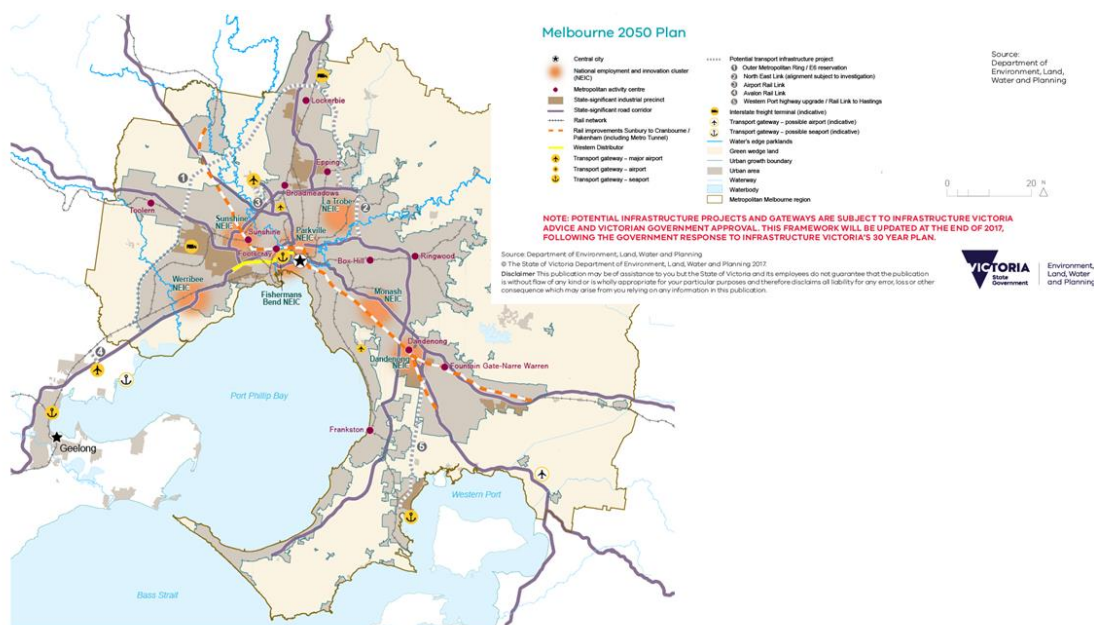 Melbourne 2050 Plan
Central city
National employment and innovation cluster
(NEIC)
Metropolitan activity centre
State-significant industrial precinct
State-significant road corridor
Rail network
Rail improvements Sunbury to Cranbourne /
Pakenham (including Metro Tunnel)
Western Distributor
Transport gateway – major airport
Transport gateway – airport
Transport gateway – seaport
Potential transport infrastructure project
1 Outer Metropolitan Ring / E6 reservation
2 North East Link (alignment subject to investigation)
3 Airport Rail Link
4 Avalon Rail Link
5 Western Port highway upgrade / Rail Link to Hastings
Interstate freight terminal (indicative)
Transport gateway – possible airport (indicative)
Transport gateway – possible seaport (indicative)
Water's edge parklands
Green wedge land
Urban growth boundary
Urban area
Waterway
Waterbody
Metropolitan Melbourne region
Source:
Department of
Environment, Land,
Water and Planning
0 20
N
NOTE: POTENTIAL INFRASTRUCTURE PROJECTS AND GATEWAYS ARE SUBJECT TO INFRASTRUCTURE VICTORIA
ADVICE AND VICTORIAN GOVERNMENT APPROVAL. THIS FRAMEWORK WILL BE UPDATED AT THE END OF 2017,
FOLLOWING THE GOVERNMENT RESPONSE TO INFRASTRUCTURE VICTORIA'S 30 YEAR PLAN.
Source: Department of Environment, Land, Water and Planning
© The State of Victoria Department of Environment, Land, Water and Planning 2017.
Disclaimer This publication may be of assistance to you but the State of Victoria and its employees do not guarantee that the publication
is without flaw of any kind or is wholly appropriate for your particular purposes and therefore disclaims all liability for any error, loss or other
consequence which may arise from you relying on any information in this publication.
VICTORIA
State
Government
Environment,
Land, Water
and Planning
Lockerbie
Epping
1
3
Broadmeadows
La Trobe
NEIC
2
Toolern
Sunshine
NEIC
Sunshine
Parkville
NEIC
Footscray
Box Hill
Ringwood
Werribee
NEIC
Fishermans
Bend NEIC
Monash
NEIC
Dandenong
Dandenong
NEIC
Fountain Gate-Narre Warren
4
Port Phillip Bay
Geelong
Frankston
5
Western Port
Bass Strait